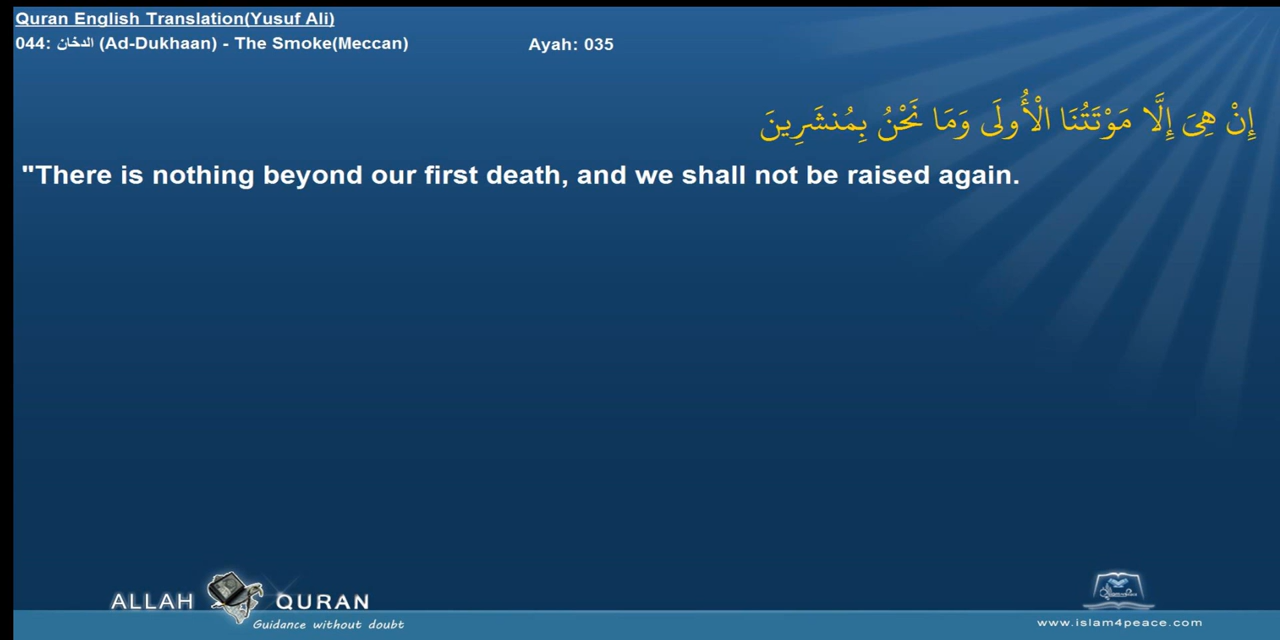 Quran English Translation(Yusuf Ali)
044: الدخان (Ad-Dukhaan) - The Smoke(Meccan) Ayah: 035
إِنْ هِىَ إِلَّا مَوْتَتُنَا الْأُولَى وَمَا نَحْنُ بِمُنشَرِينَ
"There is nothing beyond our first death, and we shall not be raised again.
ALLAH QURAN
Guidance without doubt
www.islam4peace.com